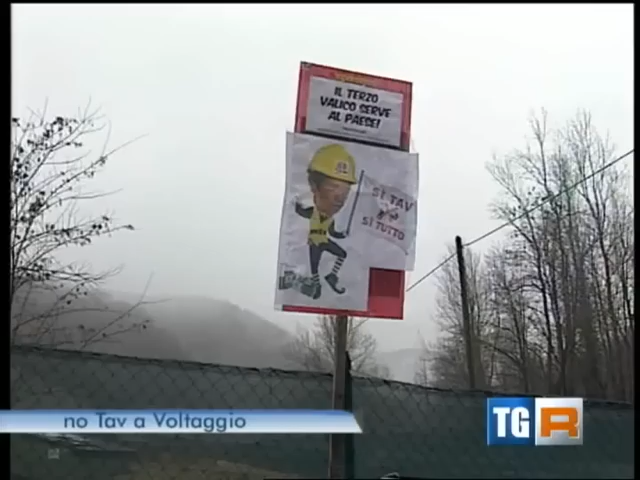 IL TERZO
VALICO SERVE
AL PAESE!
SI TAV
SI TUTTO
no Tav a Voltaggio
TGR